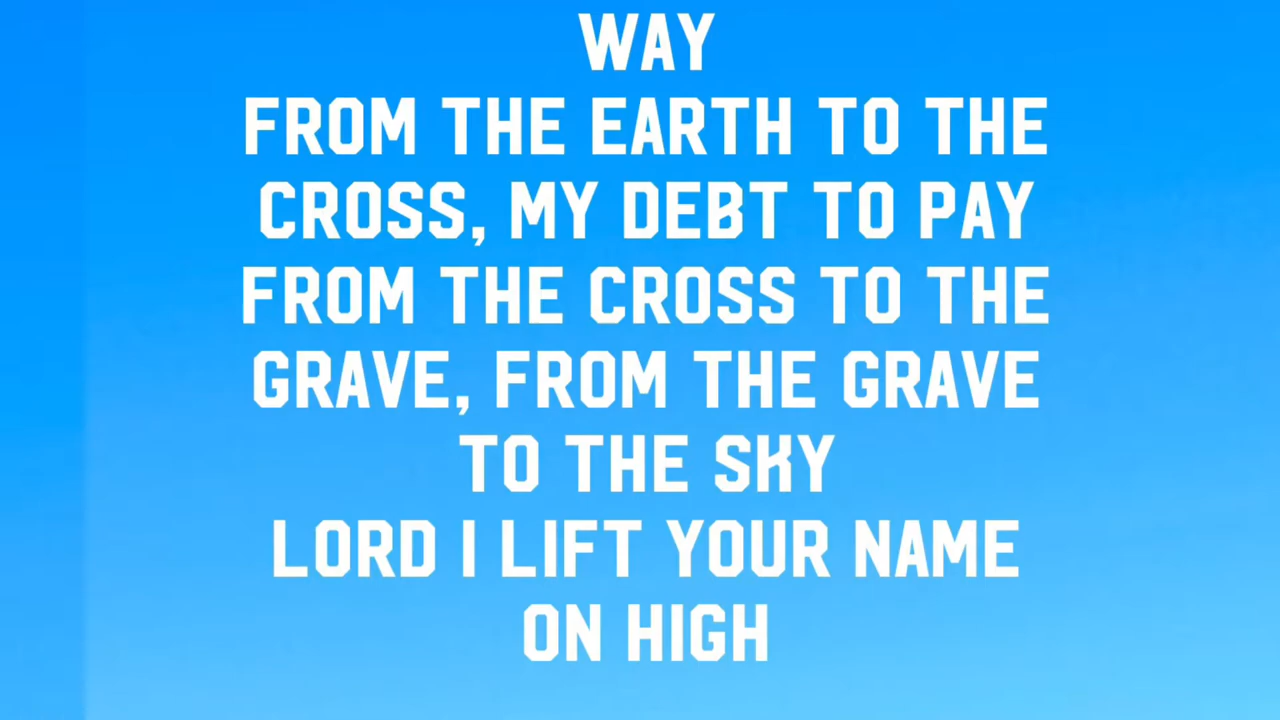 WAY
FROM THE EARTH TO THE
CROSS, MY DEBT TO PAY
FROM THE CROSS TO THE
GRAVE, FROM THE GRAVE
TO THE SKY
LORD I LIFT YOUR NAME
ON HIGH